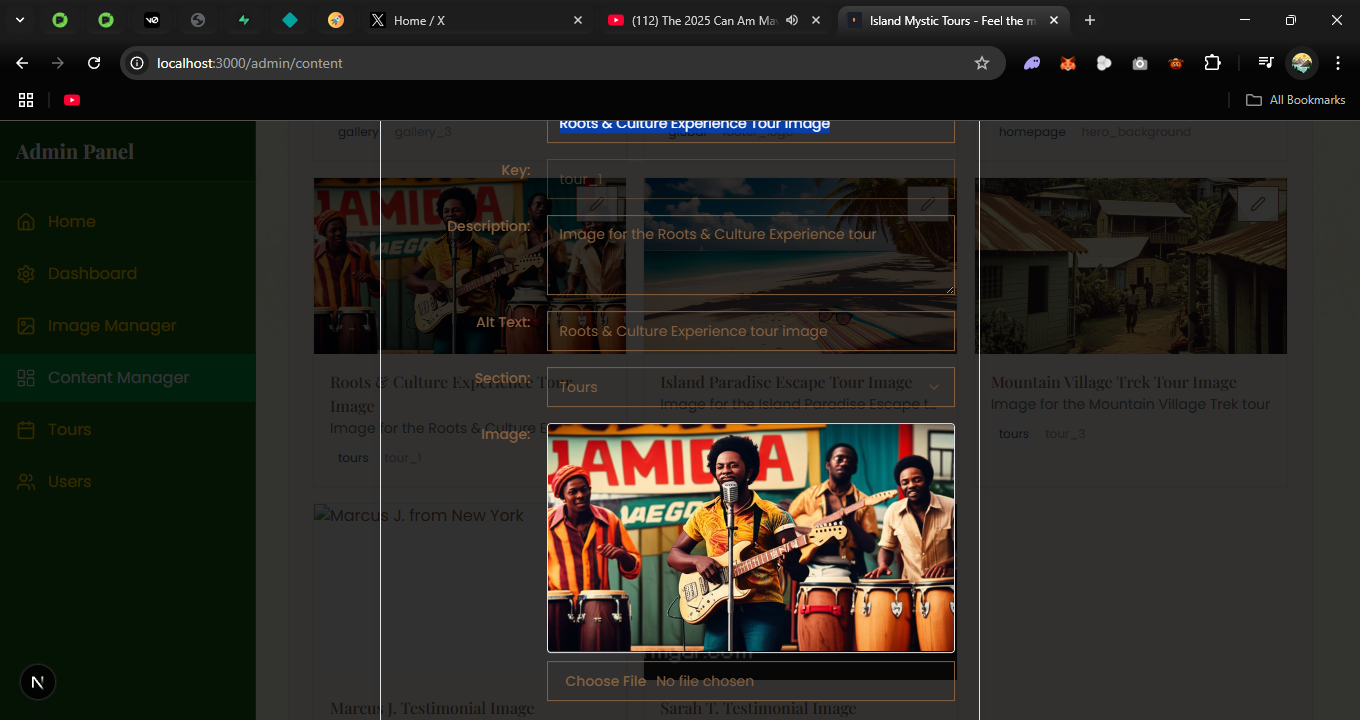 Home / X
(112) The 2025 Can Am Ma
Island Mystic Tours - Feel the m
localhost:3000/admin/content
All Bookmarks
Admin Panel
Home
Dashboard
Image Manager
Content Manager
Tours
Users
Roots & Culture Experience Tour Image
gallery gallery_3
homepage hero_background
Key:
tour_1
Description:
Image for the Roots & Culture Experience tour
Alt Text:
Roots & Culture Experience tour image
Section:
Tours
Image:
Choose File No file chosen
Roots & Culture Experience Tour
Image
Image for the Roots & Culture E
tours tour_1
Island Paradise Escape Tour Image
Image for the Island Paradise Escape t...
Mountain Village Trek Tour Image
Image for the Mountain Village Trek tour
tours tour_3
JAMIGA
Marcus J. from New York
Marcus J. Testimonial Image
Sarah T. Testimonial Image
N